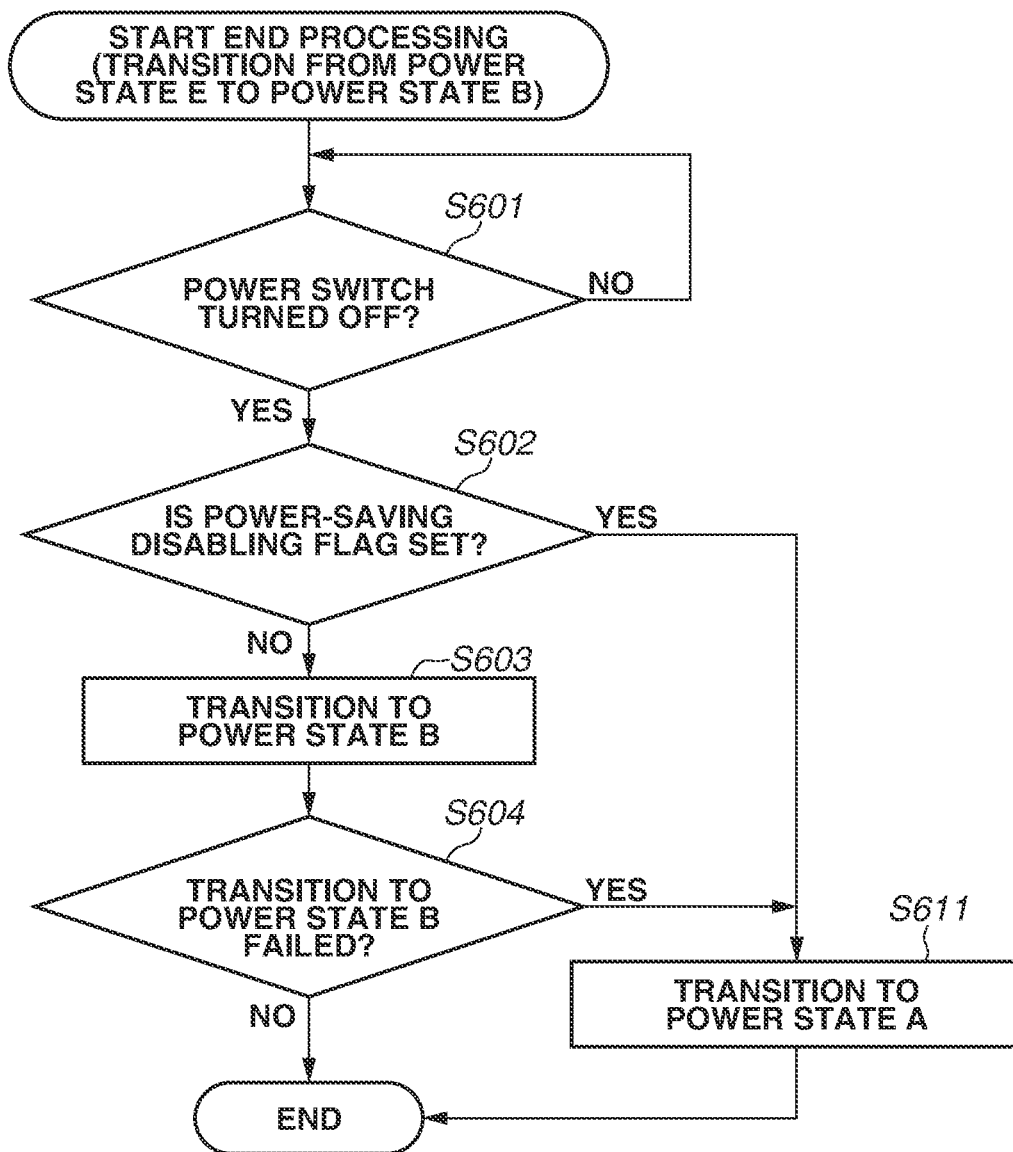 START END PROCESSING
(TRANSITION FROM POWER
STATE E TO POWER STATE B)
S601
POWER SWITCH
TURNED OFF?
NO
YES
S602
IS POWER-SAVING
DISABLING FLAG SET?
YES
NO
S603
TRANSITION TO
POWER STATE B
S604
TRANSITION TO
POWER STATE B
FAILED?
YES
NO
S611
TRANSITION TO
POWER STATE A
END